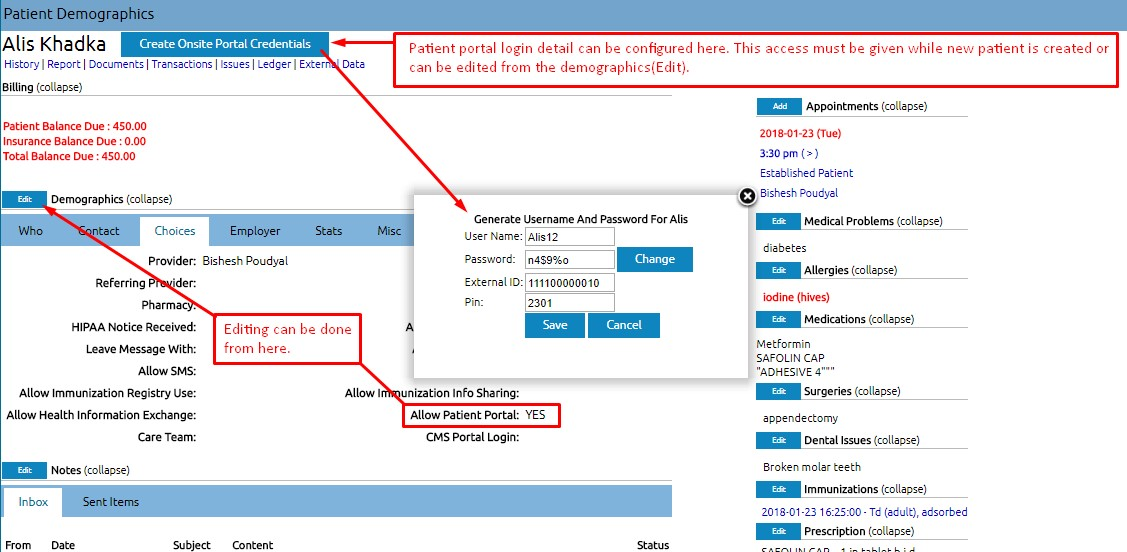 Patient Demographics
Alis Khadka
Create Onsite Portal Credentials
Patient portal login detail can be configured here. This access must be given while new patient is created or
can be edited from the demographics(Edit).
History | Report | Documents | Transactions | Issues | Ledger | External Data
Billing (collapse)
Patient Balance Due : 450.00
Insurance Balance Due : 0.00
Total Balance Due : 450.00
Edit Demographics (collapse)
Who Contact Choices Employer Stats Misc
Provider: Bishesh Poudyal
Referring Provider:
Pharmacy:
HIPAA Notice Received:
Leave Message With:
Allow SMS:
Allow Immunization Registry Use: Allow Immunization Info Sharing:
Allow Health Information Exchange: Allow Patient Portal: YES
Care Team: CMS Portal Login:
Editing can be done
from here.
Generate Username And Password For Alis
User Name: Alis12
Password: n4$9%o Change
External ID: 111100000010
Pin: 2301
Save Cancel
Edit Notes (collapse)
Inbox Sent Items
From Date Subject Content Status
Add Appointments (collapse)
2018-01-23 (Tue)
3:30 pm ( > )
Established Patient
Bishesh Poudyal
Edit Medical Problems (collapse)
diabetes
Edit Allergies (collapse)
iodine (hives)
Edit Medications (collapse)
Metformin
SAFOLIN CAP
"ADHESIVE 4"""
Edit Surgeries (collapse)
appendectomy
Edit Dental Issues (collapse)
Broken molar teeth
Edit Immunizations (collapse)
2018-01-23 16:25:00 - Td (adult), adsorbed
Edit Prescription (collapse)
SAFOLIN CAP 1 in tablet b.i.d.